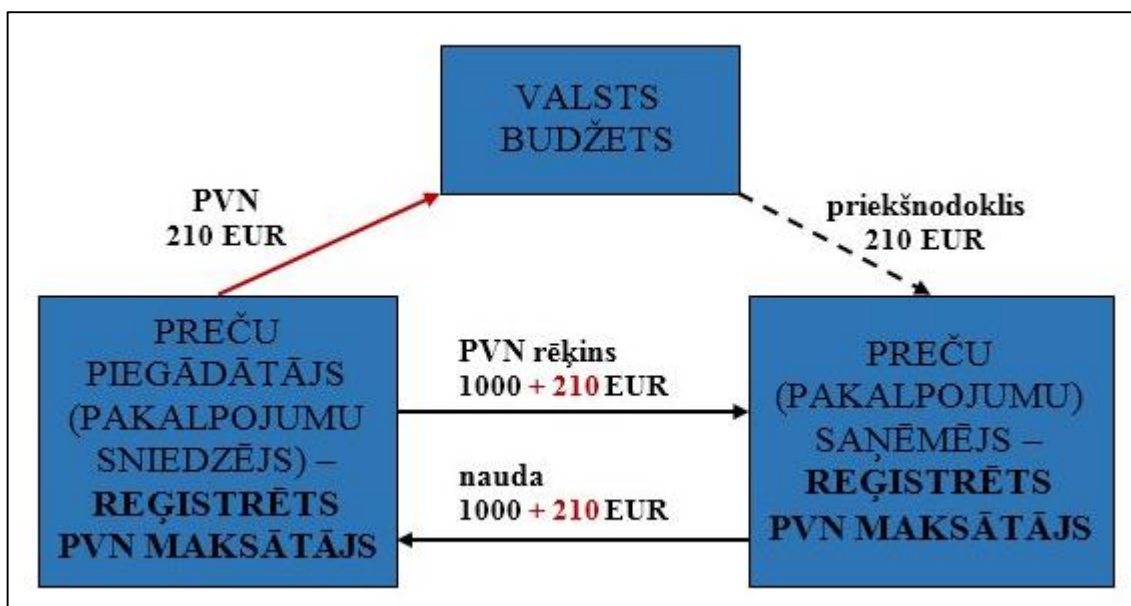 VALSTS
BUDŽETS
PVN
210 EUR
priekšnodoklis
210 EUR
PREČU
PIEGĀDĀTĀJS
(PAKALPOJUMU
SNIEDZĒJS) –
REĢISTRĒTS
PVN MAKSĀTĀJS
PVN rēķins
1000 + 210 EUR
nauda
1000 + 210 EUR
PREČU
(PAKALPOJUMU)
SAŅĒMĒJS –
REĢISTRĒTS
PVN MAKSĀTĀJS